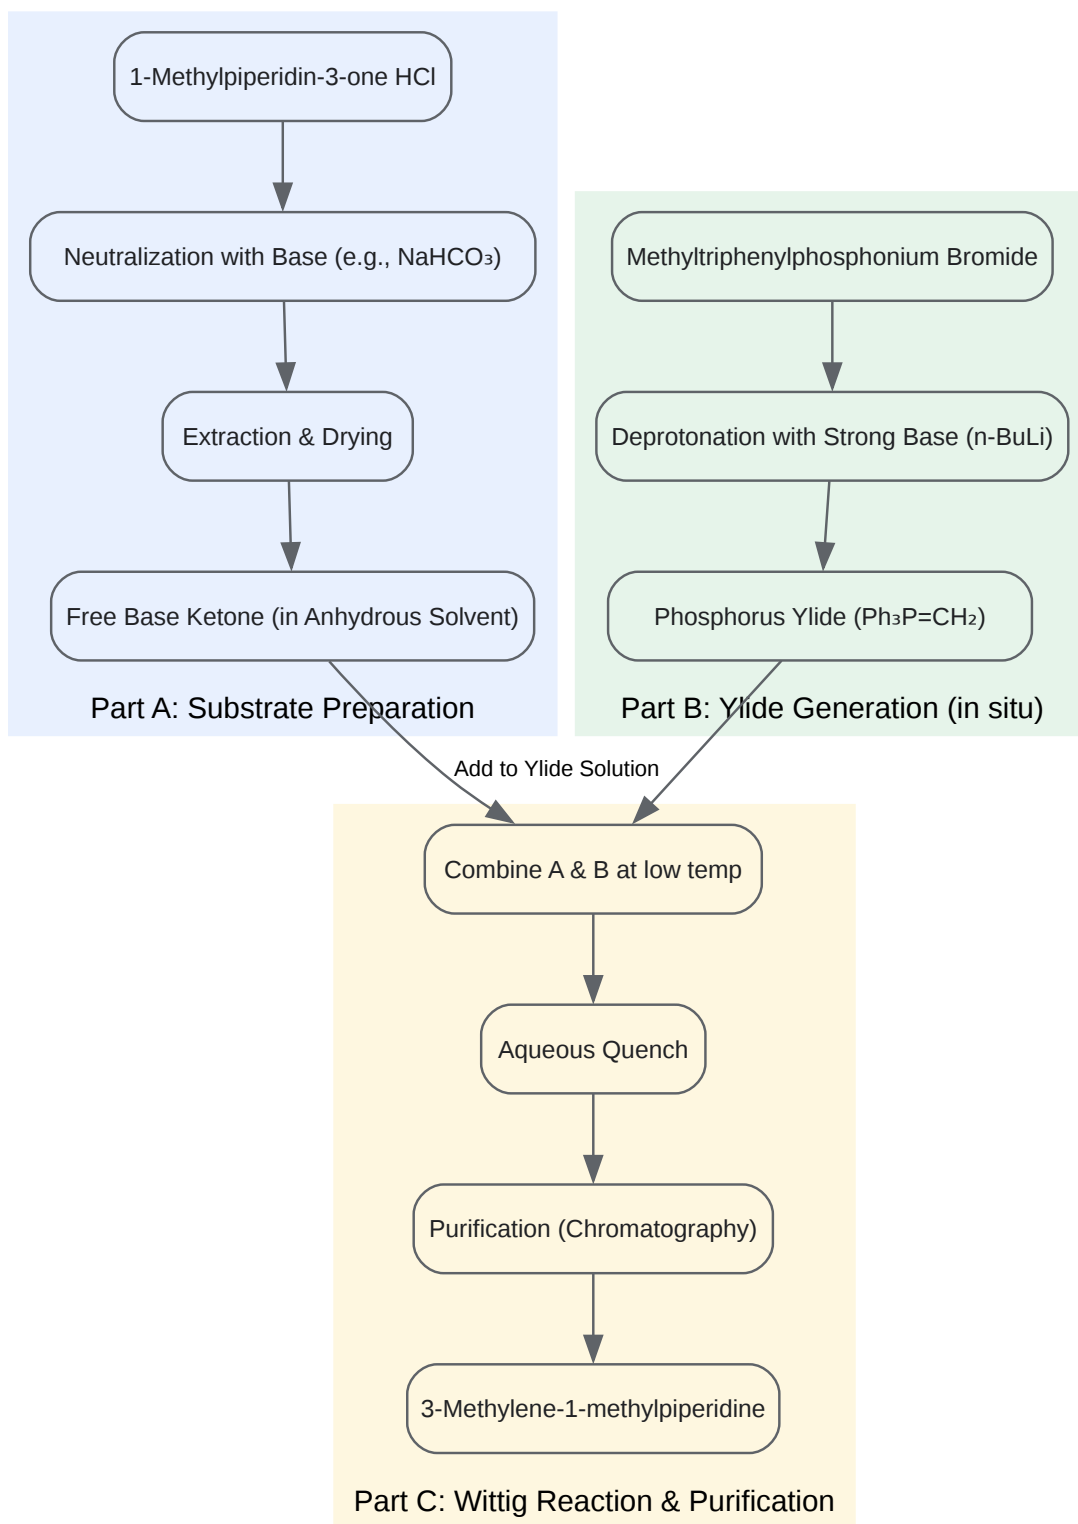 1-Methylpiperidin-3-one HCl
Neutralization with Base (e.g., NaHCO₃)
Extraction & Drying
Free Base Ketone (in Anhydrous Solvent)
Part A: Substrate Preparation
Methyltriphenylphosphonium Bromide
Deprotonation with Strong Base (n-BuLi)
Phosphorus Ylide (Ph₃P=CH₂)
Part B: Ylide Generation (in situ)
Add to Ylide Solution
Combine A & B at low temp
Aqueous Quench
Purification (Chromatography)
3-Methylene-1-methylpiperidine
Part C: Wittig Reaction & Purification